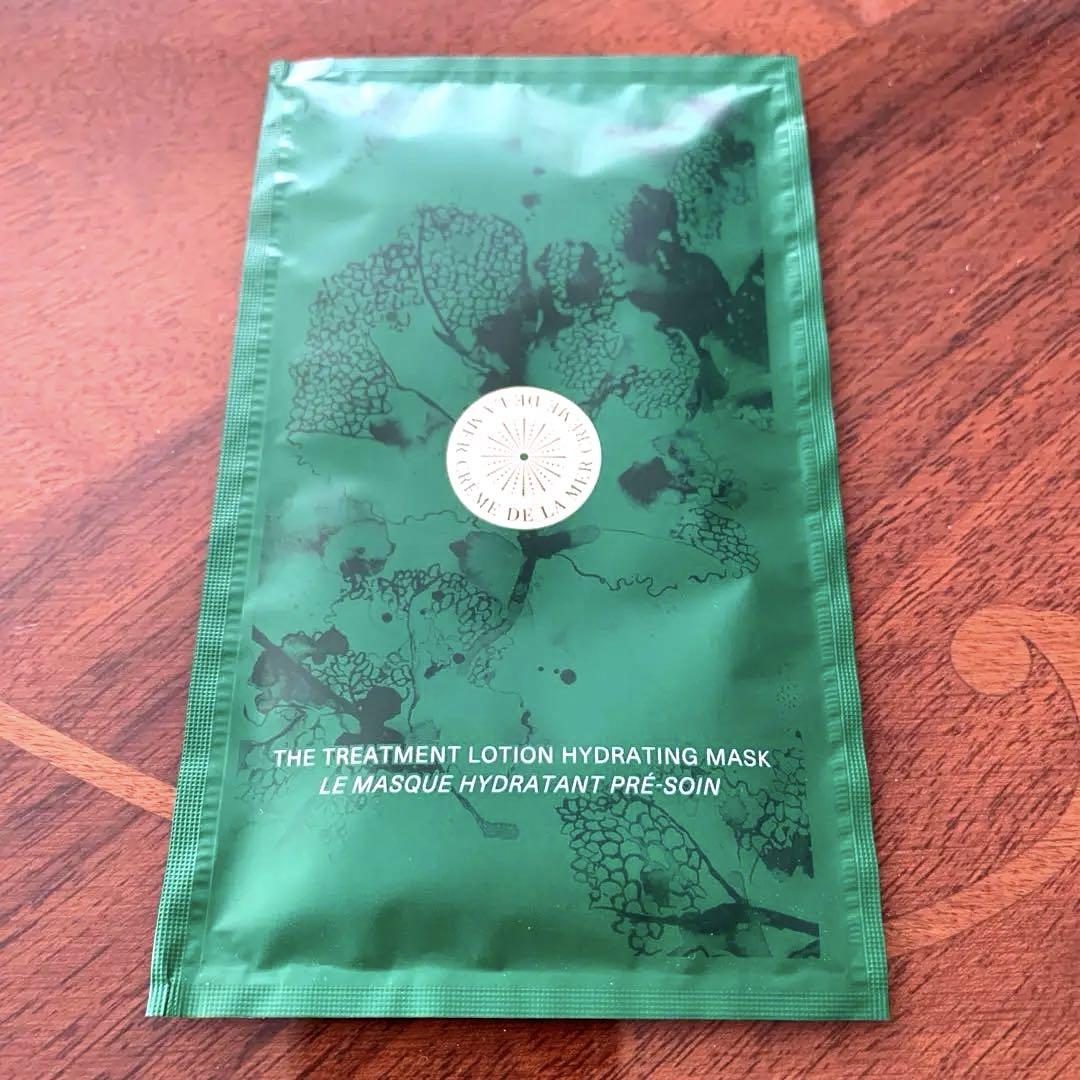 CRÈME DE LA MER CRÈME DE LA MER
THE TREATMENT LOTION HYDRATING MASK
LE MASQUE HYDRATANT PRÉ-SOIN